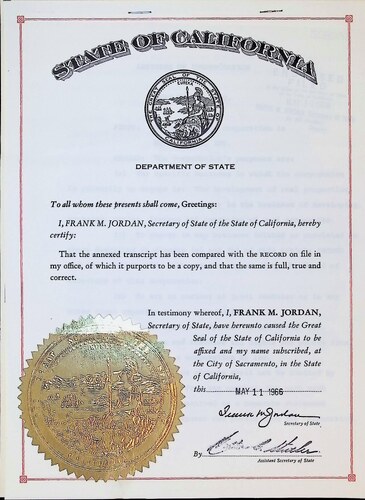 STATE OF CALIFORNIA
DEPARTMENT OF STATE
To all whom these presents shall come, Greetings:
I, FRANK M. JORDAN, Secretary of State of the State of California, hereby
certify:
That the annexed transcript has been compared with the RECORD on file in
my office, of which it purports to be a copy, and that the same is full, true and
correct.
In testimony whereof, I, FRANK M. JORDAN,
Secretary of State, have hereunto caused the Great
Seal of the State of California to be
affixed and my name subscribed, at
the City of Sacramento, in the State
of California,
this MAY 11 1966
Frank M. Jordan
Secretary of State
By
Assistant Secretary of State